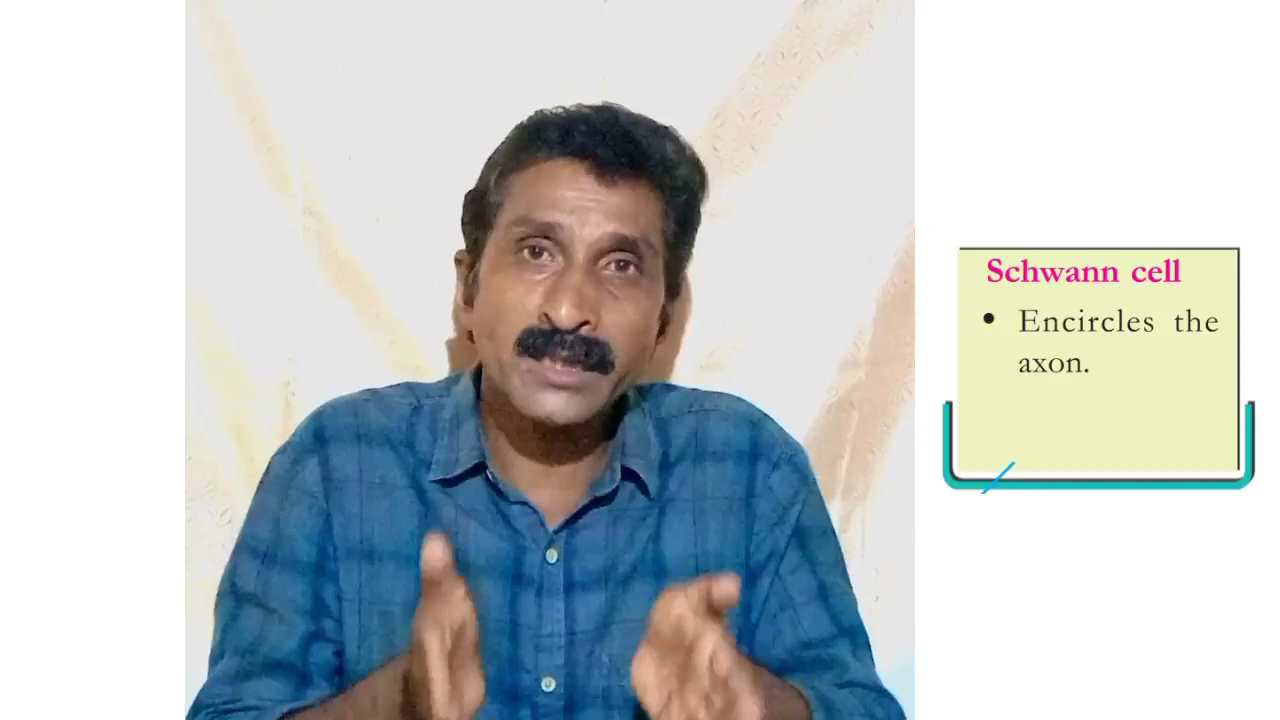 Schwann cell
• Encircles the
axon.